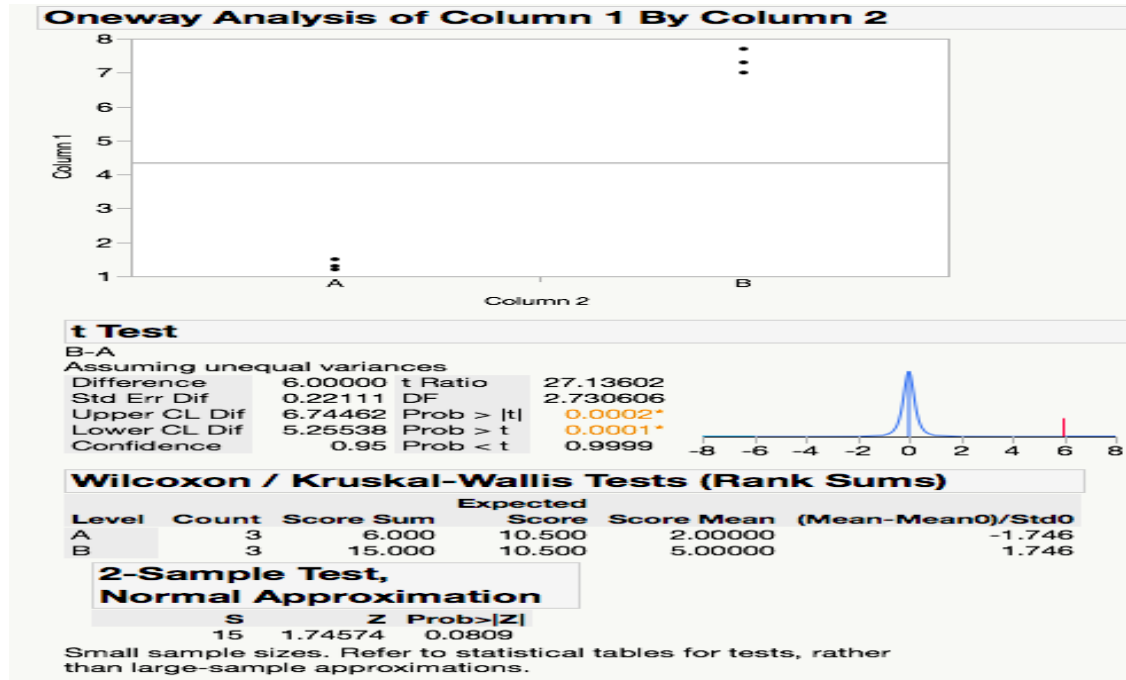 Oneway Analysis of Column 1 By Column 2
8
7
6
5
4
3
2
1
Column 1
A B
Column 2
t Test
B-A
Assuming unequal variances
Difference 6.00000 t Ratio 27.13602
Std Err Dif 0.22111 DF 2.730606
Upper CL Dif 6.74462 Prob > |t| 0.0002*
Lower CL Dif 5.25538 Prob > t 0.0001*
Confidence 0.95 Prob < t 0.9999
-8 -6 -4 -2 0 2 4 6 8
Wilcoxon / Kruskal-Wallis Tests (Rank Sums)
Expected
Level Count Score Sum Score Score Mean (Mean-Mean0)/Std0
A 3 6.000 10.500 2.00000 -1.746
B 3 15.000 10.500 5.00000 1.746
2-Sample Test,
Normal Approximation
S Z Prob>|Z|
15 1.74574 0.0809
Small sample sizes. Refer to statistical tables for tests, rather
than large-sample approximations.